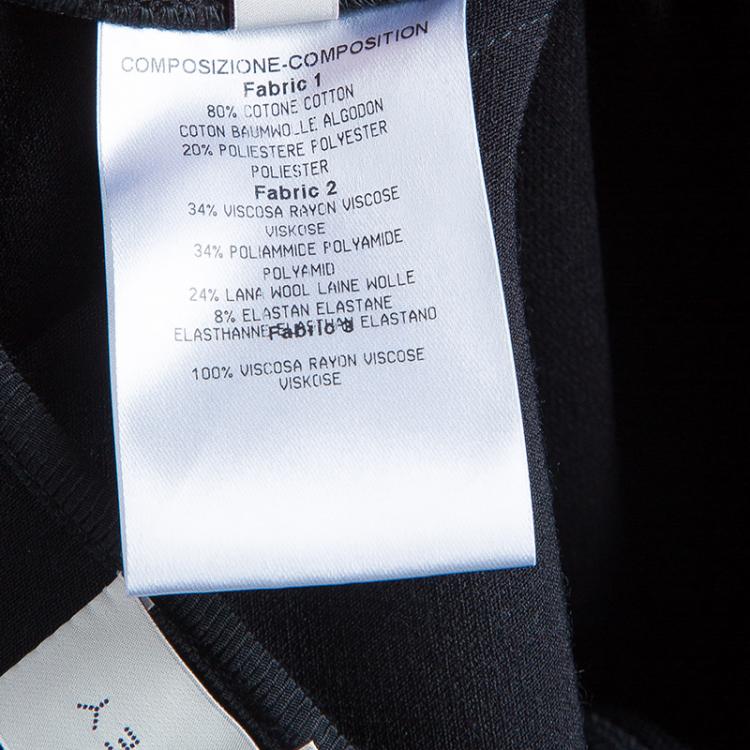 COMPOSIZIONE-COMPOSITION
Fabric 1
80% COTONE COTTON
COTON BAUMWOLLE ALGODON
20% POLIESTERE POLYESTER
POLIESTER
Fabric 2
34% VISCOSA RAYON VISCOSE
VISKOSE
34% POLIAMMIDE POLYAMIDE
POLYAMID
24% LANA WOOL LAINE WOLLE
8% ELASTAN ELASTANE
ELASTHANNE ELASTHAN ELASTANO
Fabric 3
100% VISCOSA RAYON VISCOSE
VISKOSE